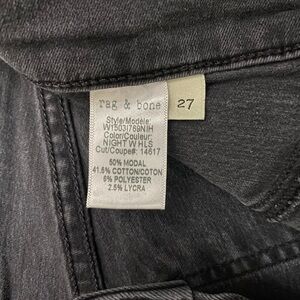 rag & bone
27
Style/Modèle:
W1503I769NIH
Color/Couleur:
NIGHT W HLS
Cut/Coupe#: 14617
50% MODAL
41.5% COTTON/COTON
6% POLYESTER
2.5% LYCRA